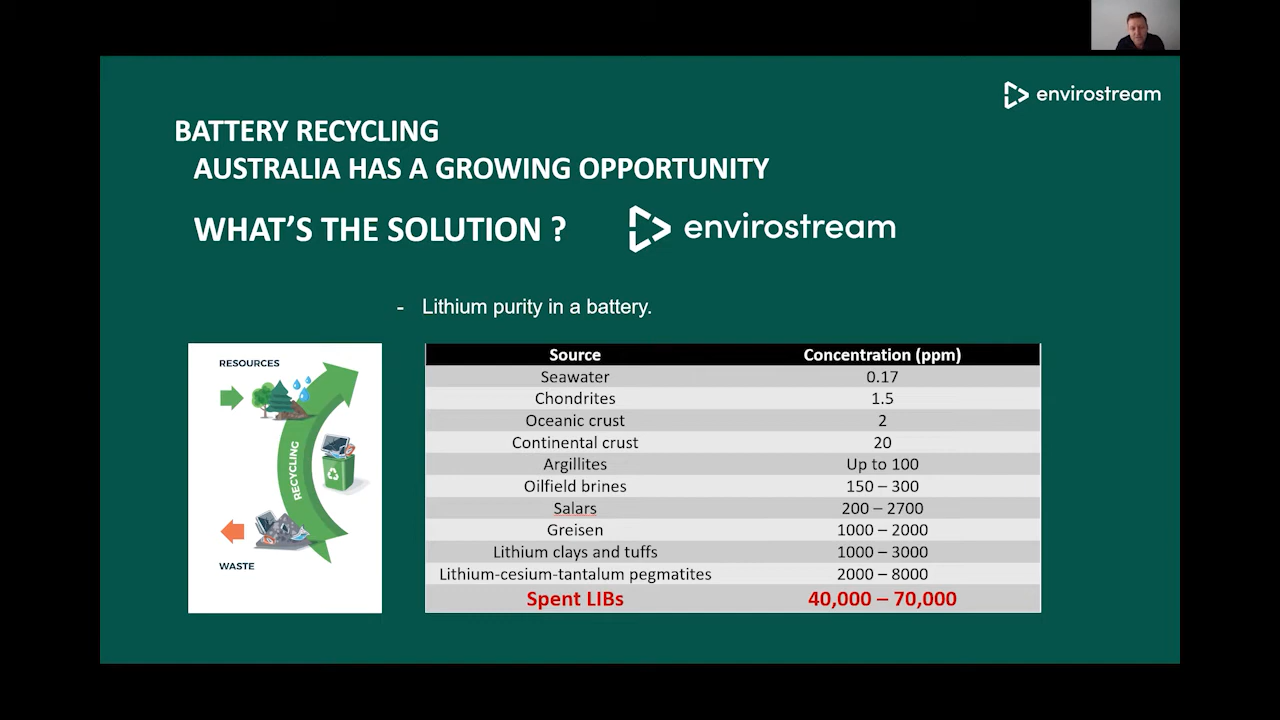 envirostream
BATTERY RECYCLING
AUSTRALIA HAS A GROWING OPPORTUNITY
WHAT'S THE SOLUTION ?
envirostream
- Lithium purity in a battery.
RESOURCES
RECYCLING
WASTE
Source Concentration (ppm)
Seawater 0.17
Chondrites 1.5
Oceanic crust 2
Continental crust 20
Argillites Up to 100
Oilfield brines 150 – 300
Salars 200 – 2700
Greisen 1000 – 2000
Lithium clays and tuffs 1000 – 3000
Lithium-cesium-tantalum pegmatites 2000 – 8000
Spent LIBs 40,000 – 70,000